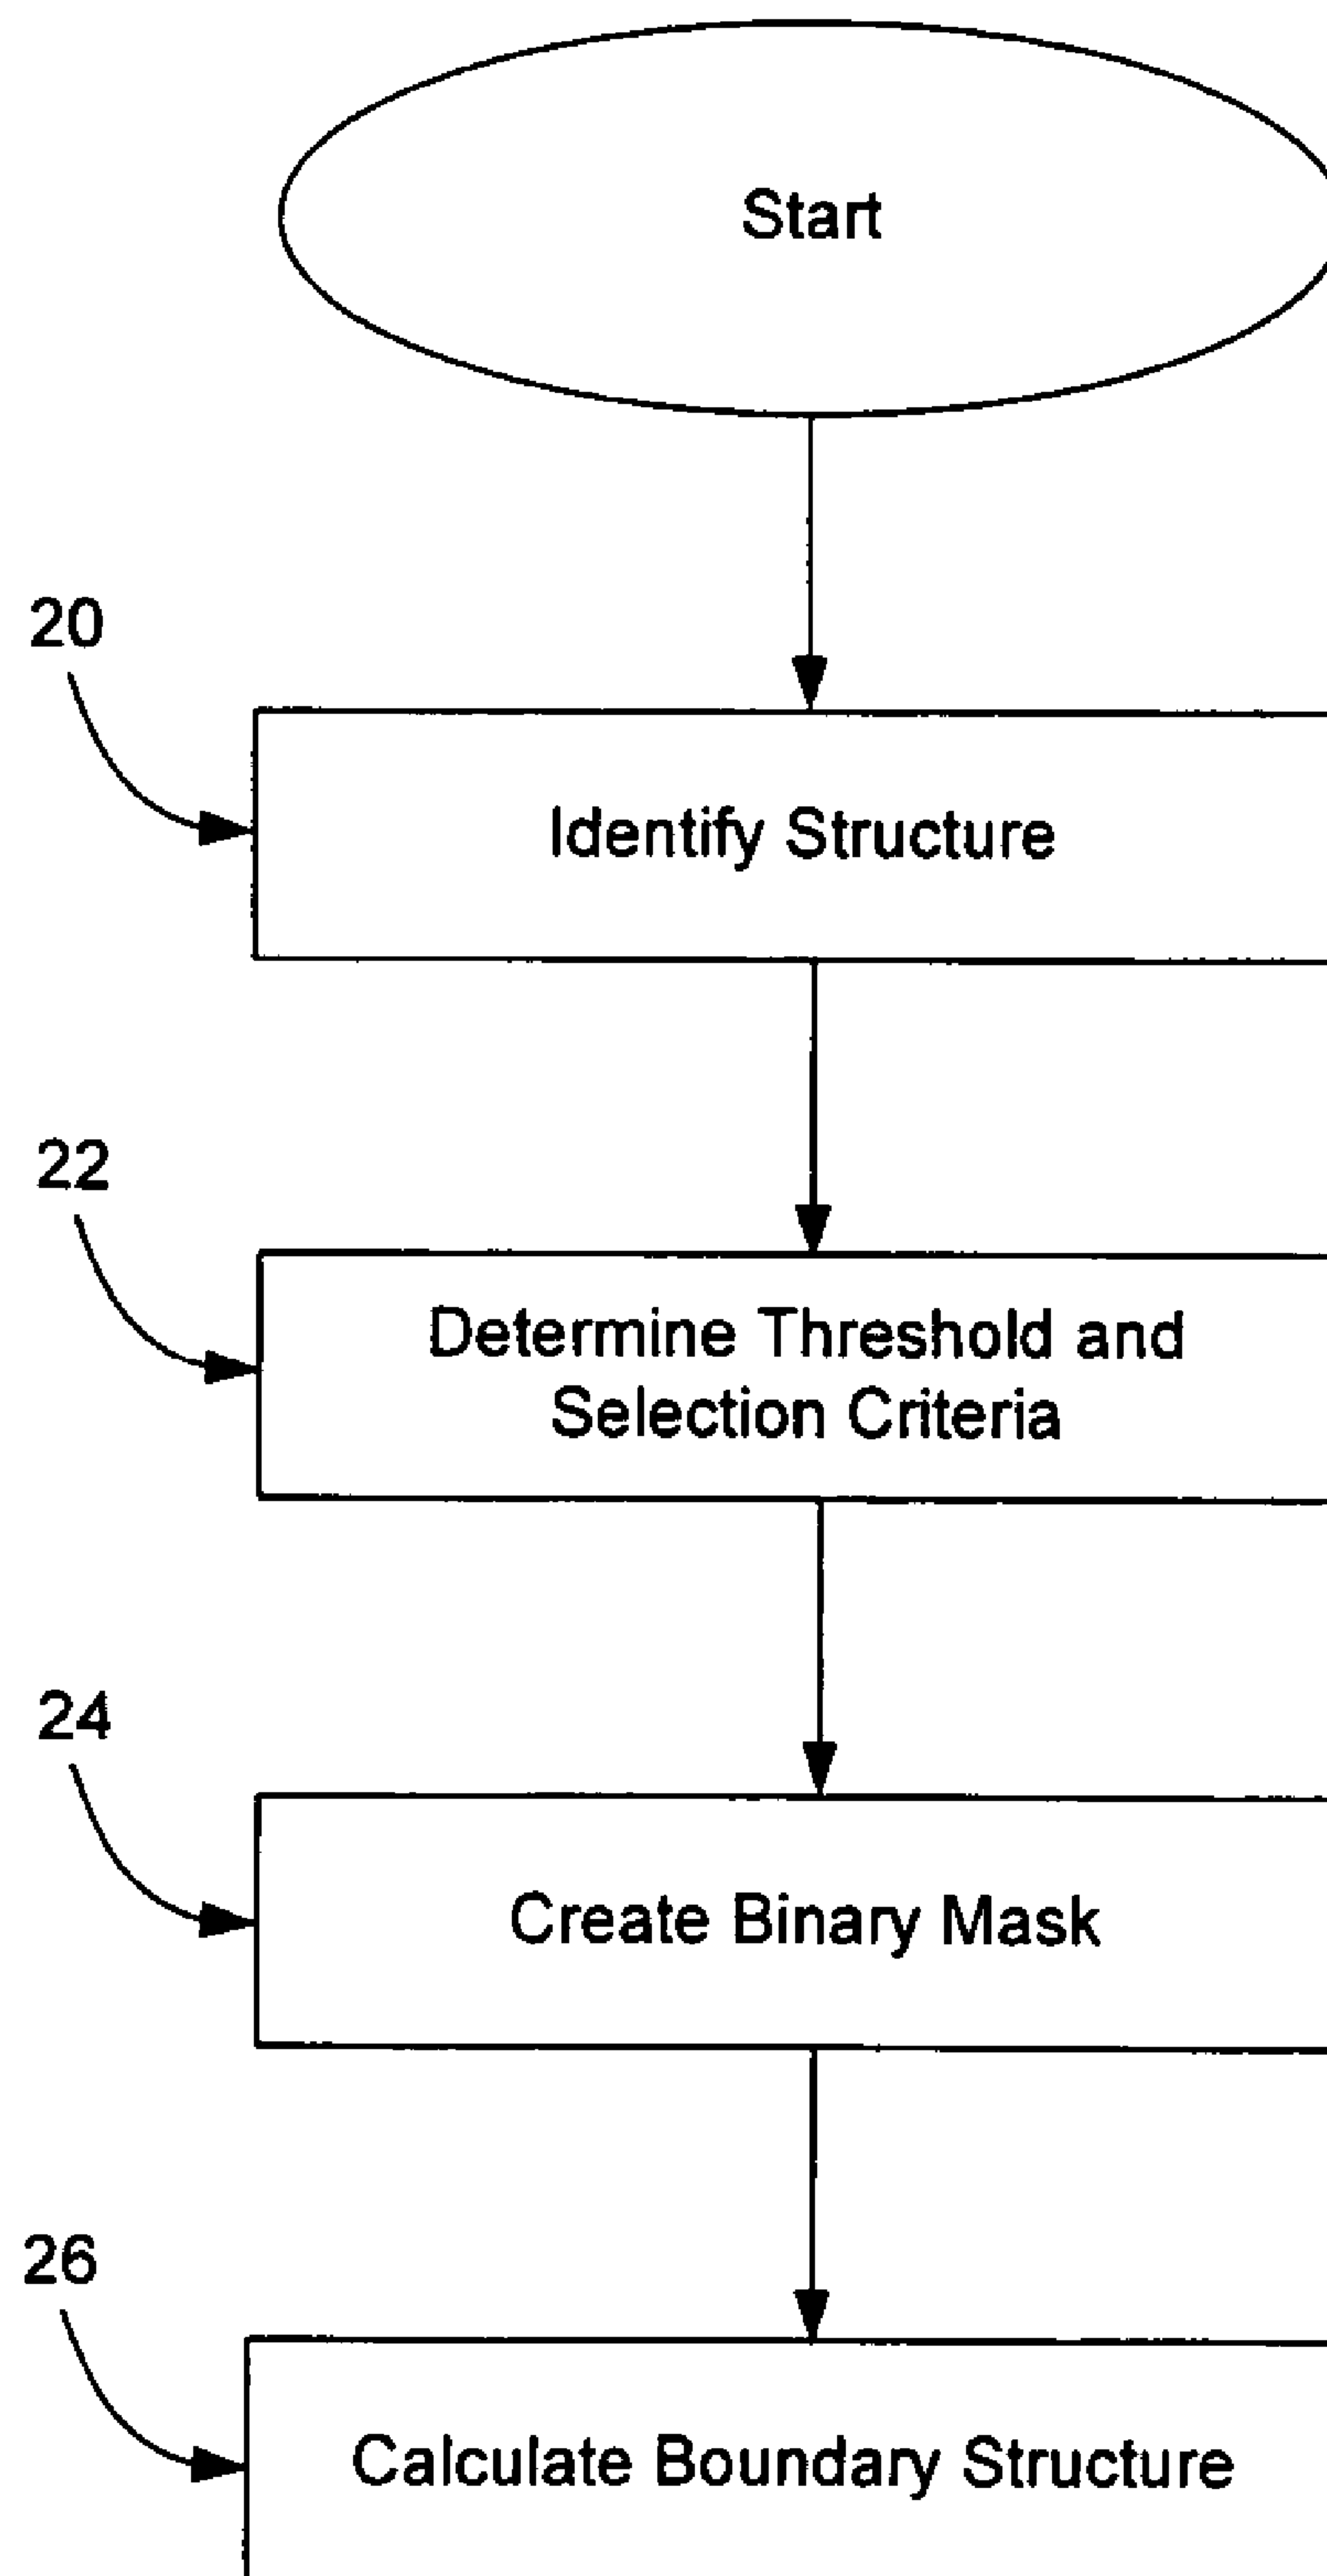 Start
20
Identify Structure
22
Determine Threshold and
Selection Criteria
24
Create Binary Mask
26
Calculate Boundary Structure